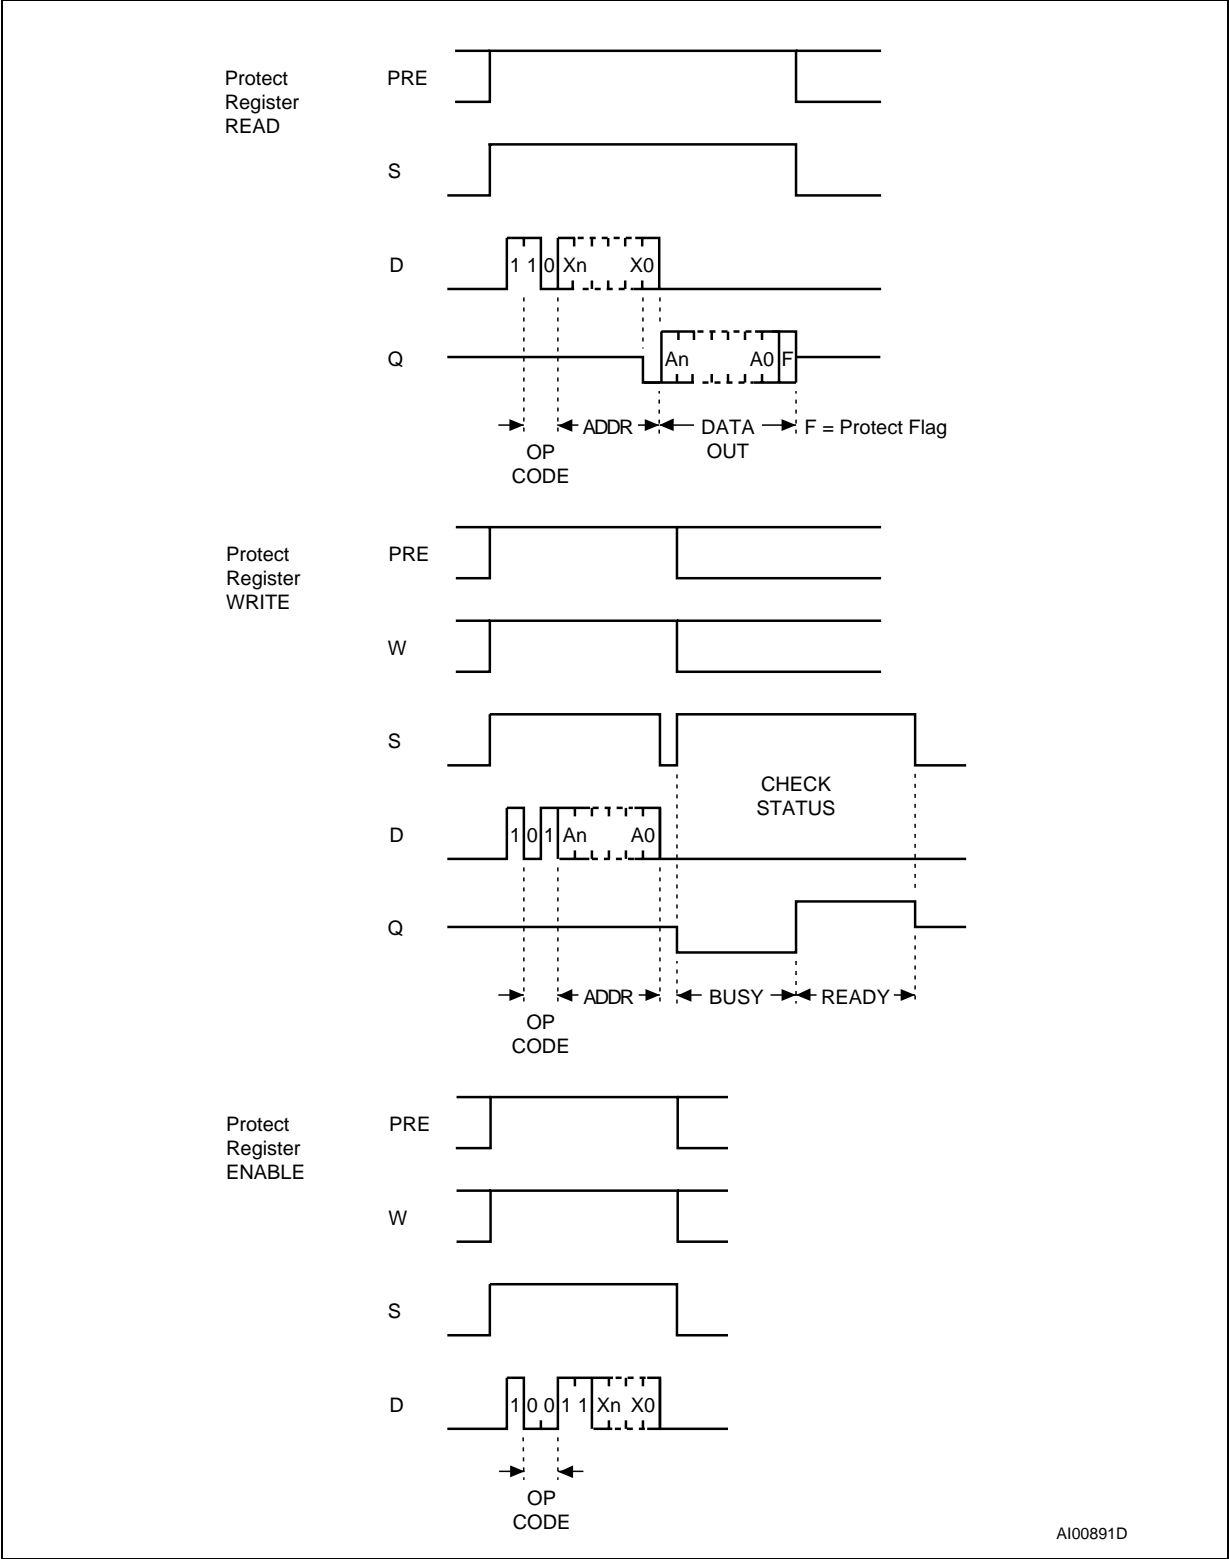 Protect
Register
READ
PRE
S
D
1 1 0 Xn X0
Q
An A0 F
ADDR DATA OUT F = Protect Flag
OP
CODE
Protect
Register
WRITE
PRE
W
S
CHECK
STATUS
D
1 0 1 An A0
Q
ADDR BUSY READY
OP
CODE
Protect
Register
ENABLE
PRE
W
S
D
1 0 0 1 1 Xn X0
OP
CODE
AI00891D